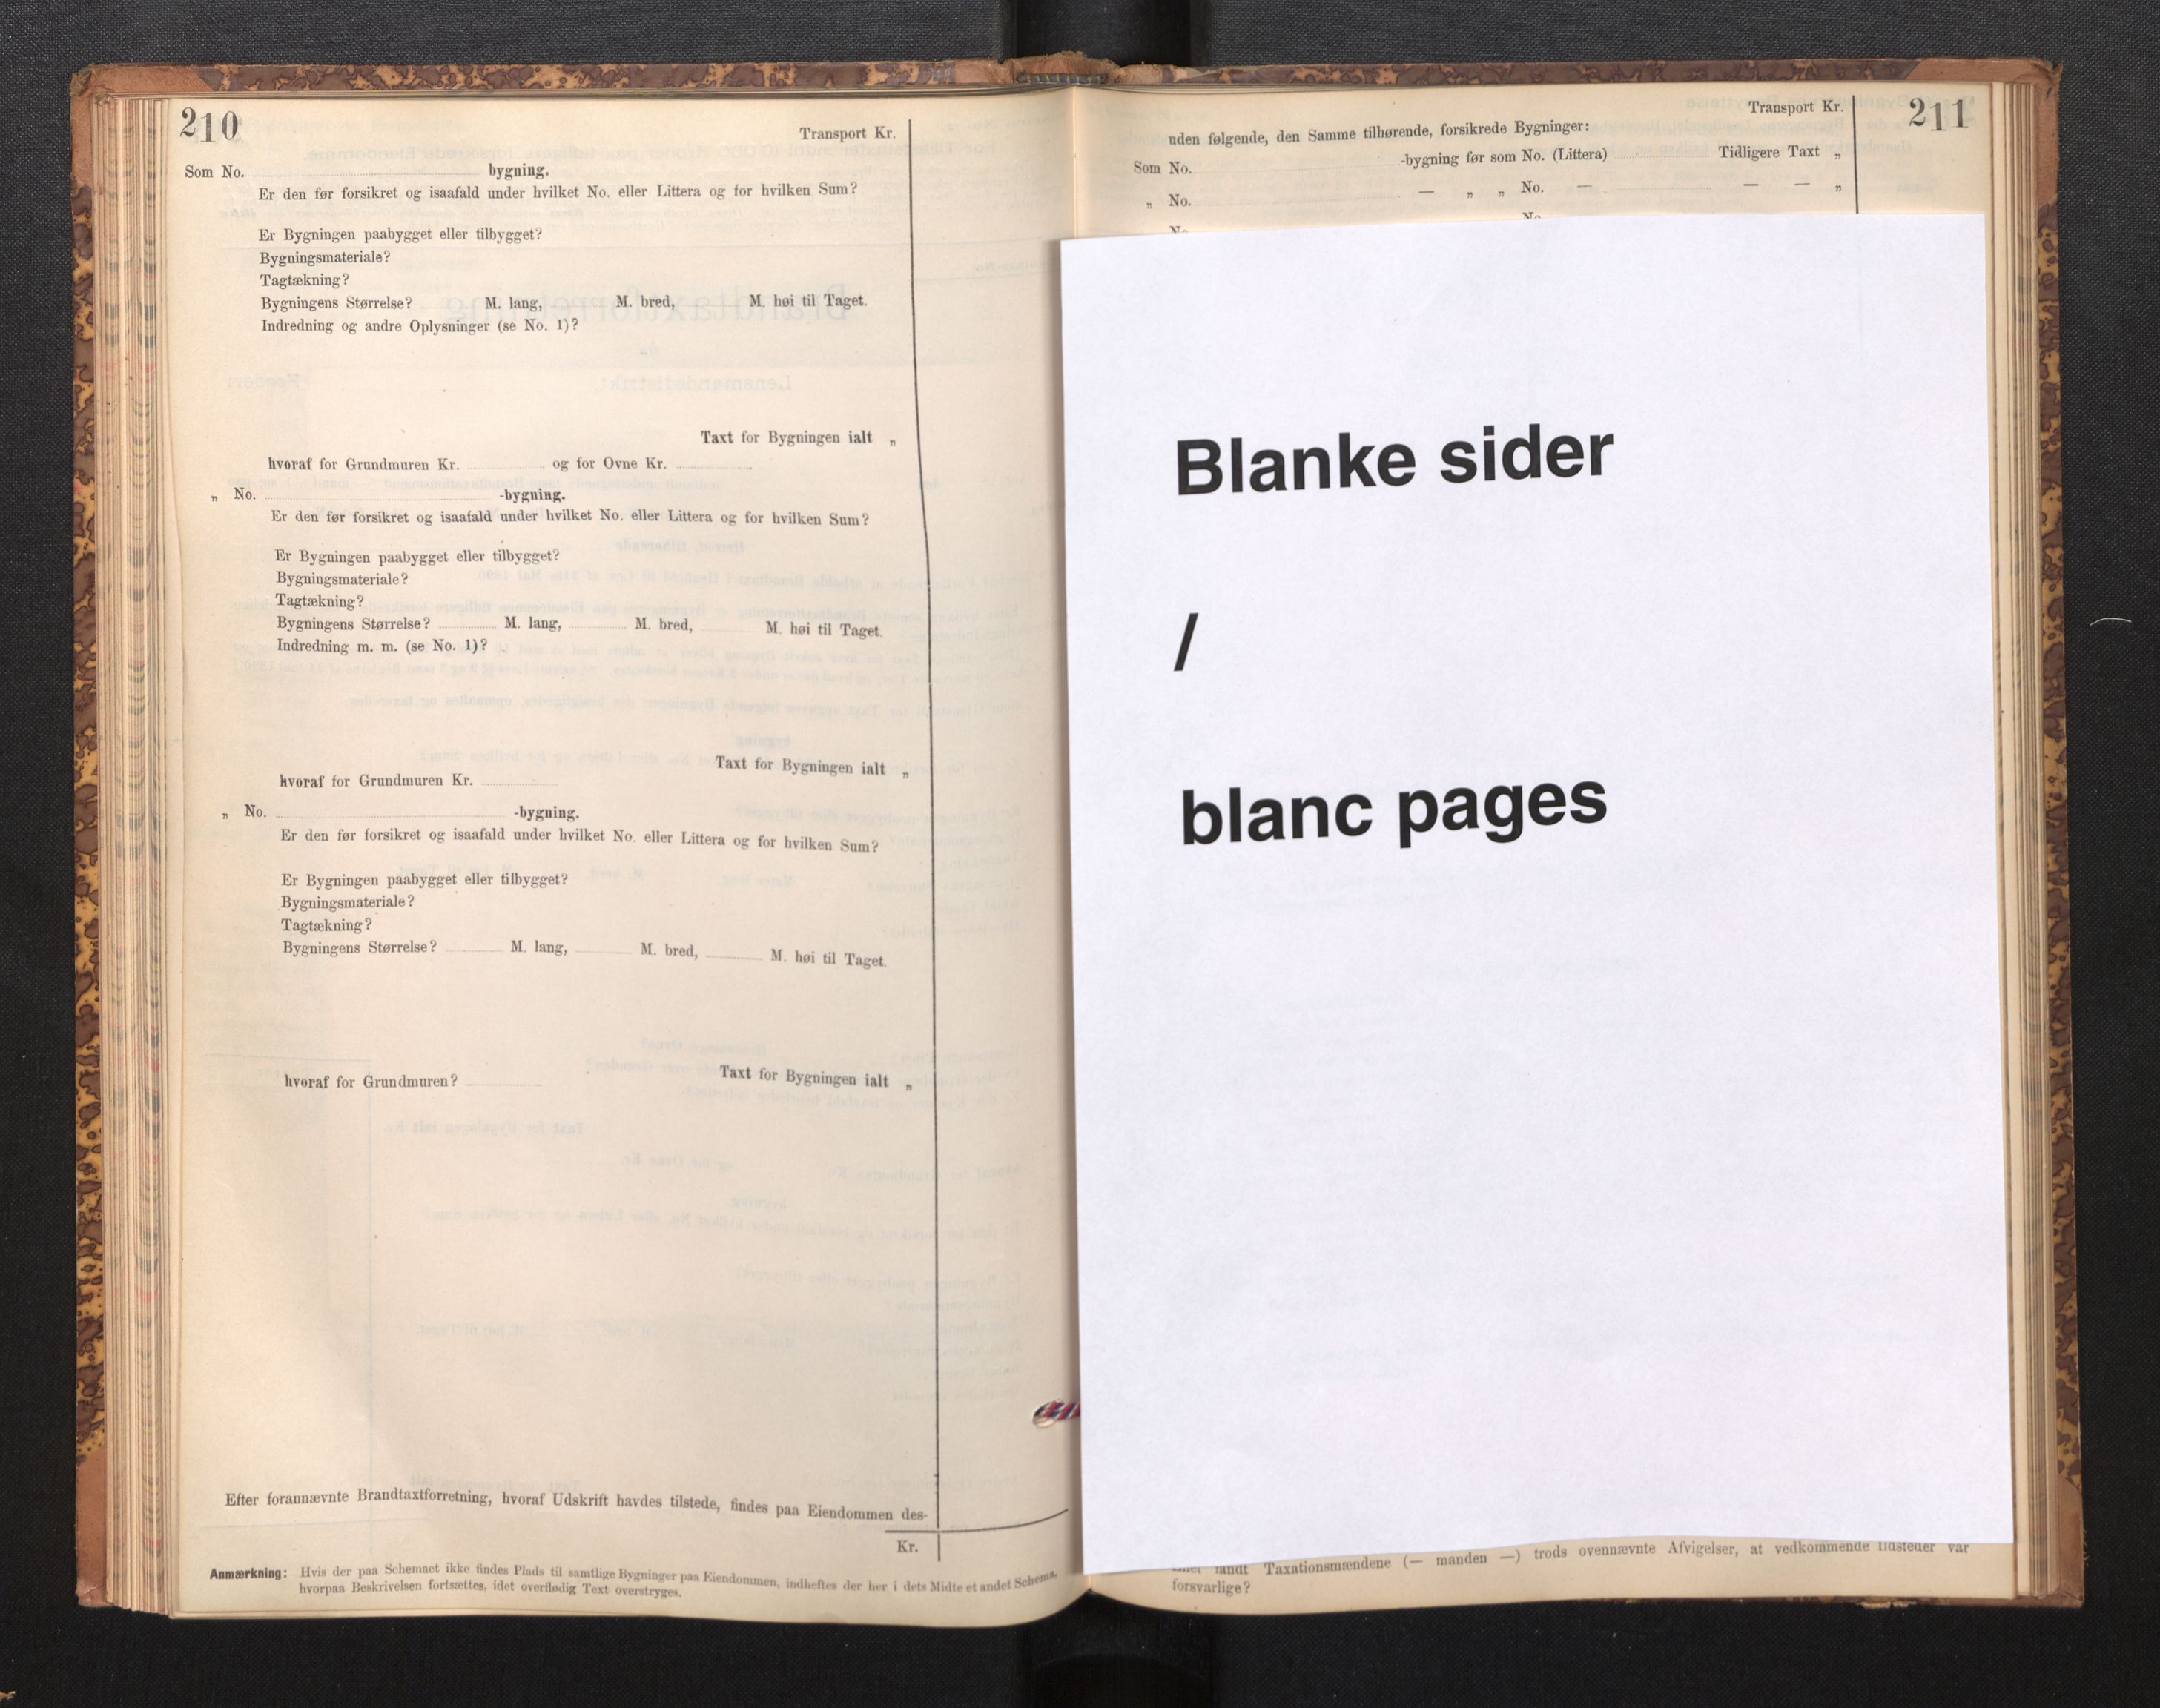 210
Transport Kr.
Som No. bygning.
Er den før forsikret og isaafald under hvilket No. eller Littera og for hvilken Sum?
Er Bygningen paabygget eller tilbygget?
Bygningsmateriale?
Tagtækning?
Bygningens Størrelse? M. lang, M. bred, M. høi til Taget.
Indredning og andre Oplysninger (se No. 1)?
Taxt for Bygningen ialt „
hvoraf for Grundmuren Kr. og for Ovne Kr.
„ No. -bygning.
Er den før forsikret og isaafald under hvilket No. eller Littera og for hvilken Sum?
Er Bygningen paabygget eller tilbygget?
Bygningsmateriale?
Tagtækning?
Bygningens Størrelse? M. lang, M. bred, M. høi til Taget.
Indredning m. m. (se No. 1)?
Taxt for Bygningen ialt „
hvoraf for Grundmuren Kr.
„ No. -bygning.
Er den før forsikret og isaafald under hvilket No. eller Littera og for hvilken Sum?
Er Bygningen paabygget eller tilbygget?
Bygningsmateriale?
Tagtækning?
Bygningens Størrelse? M. lang, M. bred, M. høi til Taget.
Taxt for Bygningen ialt „
hvoraf for Grundmuren?
Efter forannævnte Brandtaxtforretning, hvoraf Udskrift havdes tilstede, findes paa Eiendommen des-
Kr.
Anmærkning: Hvis der paa Schemaet ikke findes Plads til samtlige Bygninger paa Eiendommen, indheftes der her i dets Midte et andet Schema,
hvorpaa Beskrivelsen fortsættes, idet overflødig Text overstryges.
Transport Kr.
211
uden følgende, den Samme tilhørende, forsikrede Bygninger:
Som No. -bygning før som No. (Littera) Tidligere Taxt „
„ No. — „ „ No. — — — „
Blanke sider
/
blanc pages
fandt Taxationsmændene (— manden —) trods ovennævnte Afvigelser, at vedkommende Ildsteder var
forsvarlige?